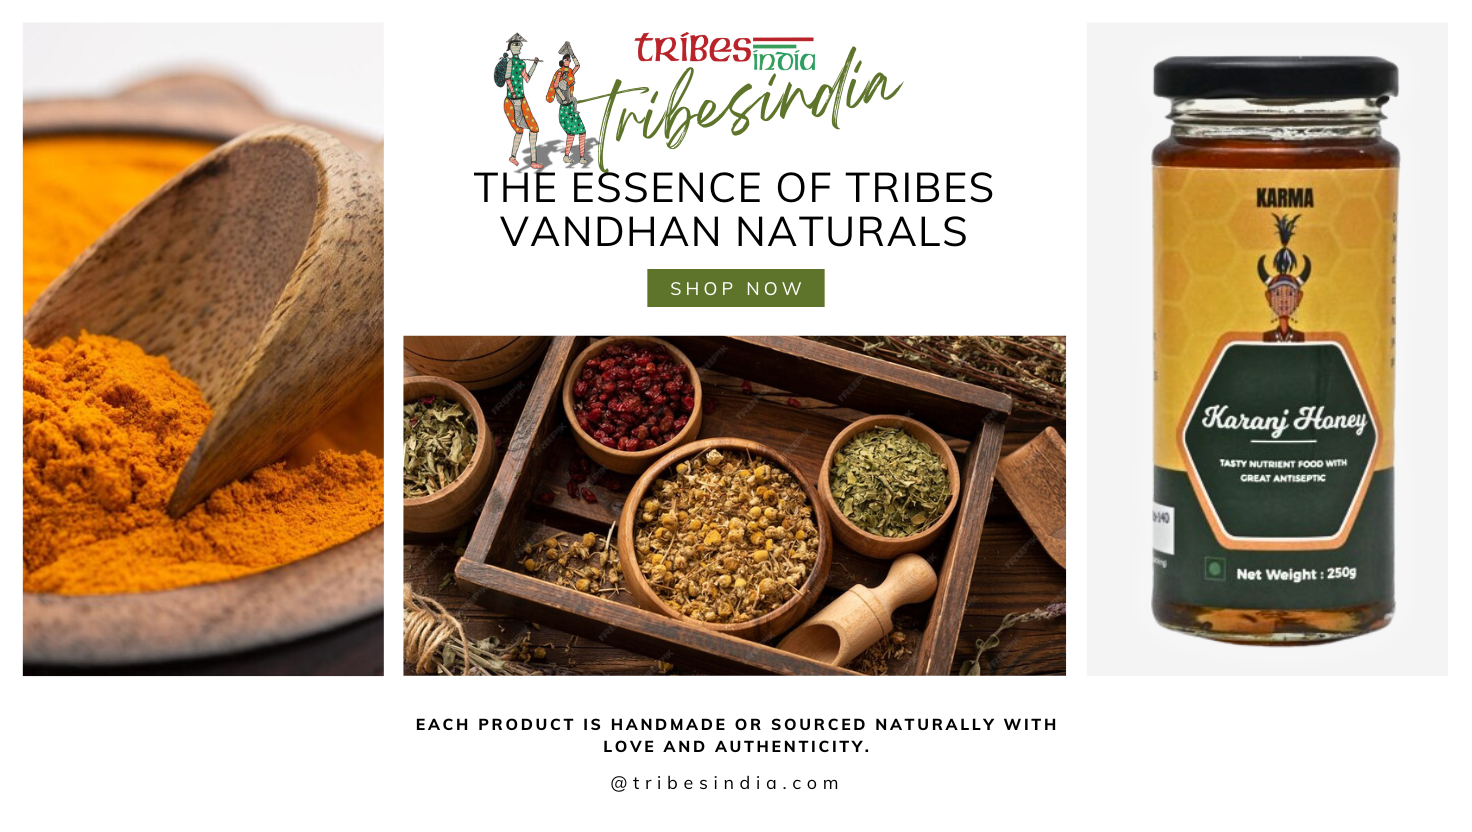 TRIBES
india
tribesindia
THE ESSENCE OF TRIBES
VANDHAN NATURALS
SHOP NOW
KARMA
Karanj Honey
TASTY NUTRIENT FOOD WITH
GREAT ANTISEPTIC
Net Weight : 250g
EACH PRODUCT IS HANDMADE OR SOURCED NATURALLY WITH
LOVE AND AUTHENTICITY.
@tribesindia.com